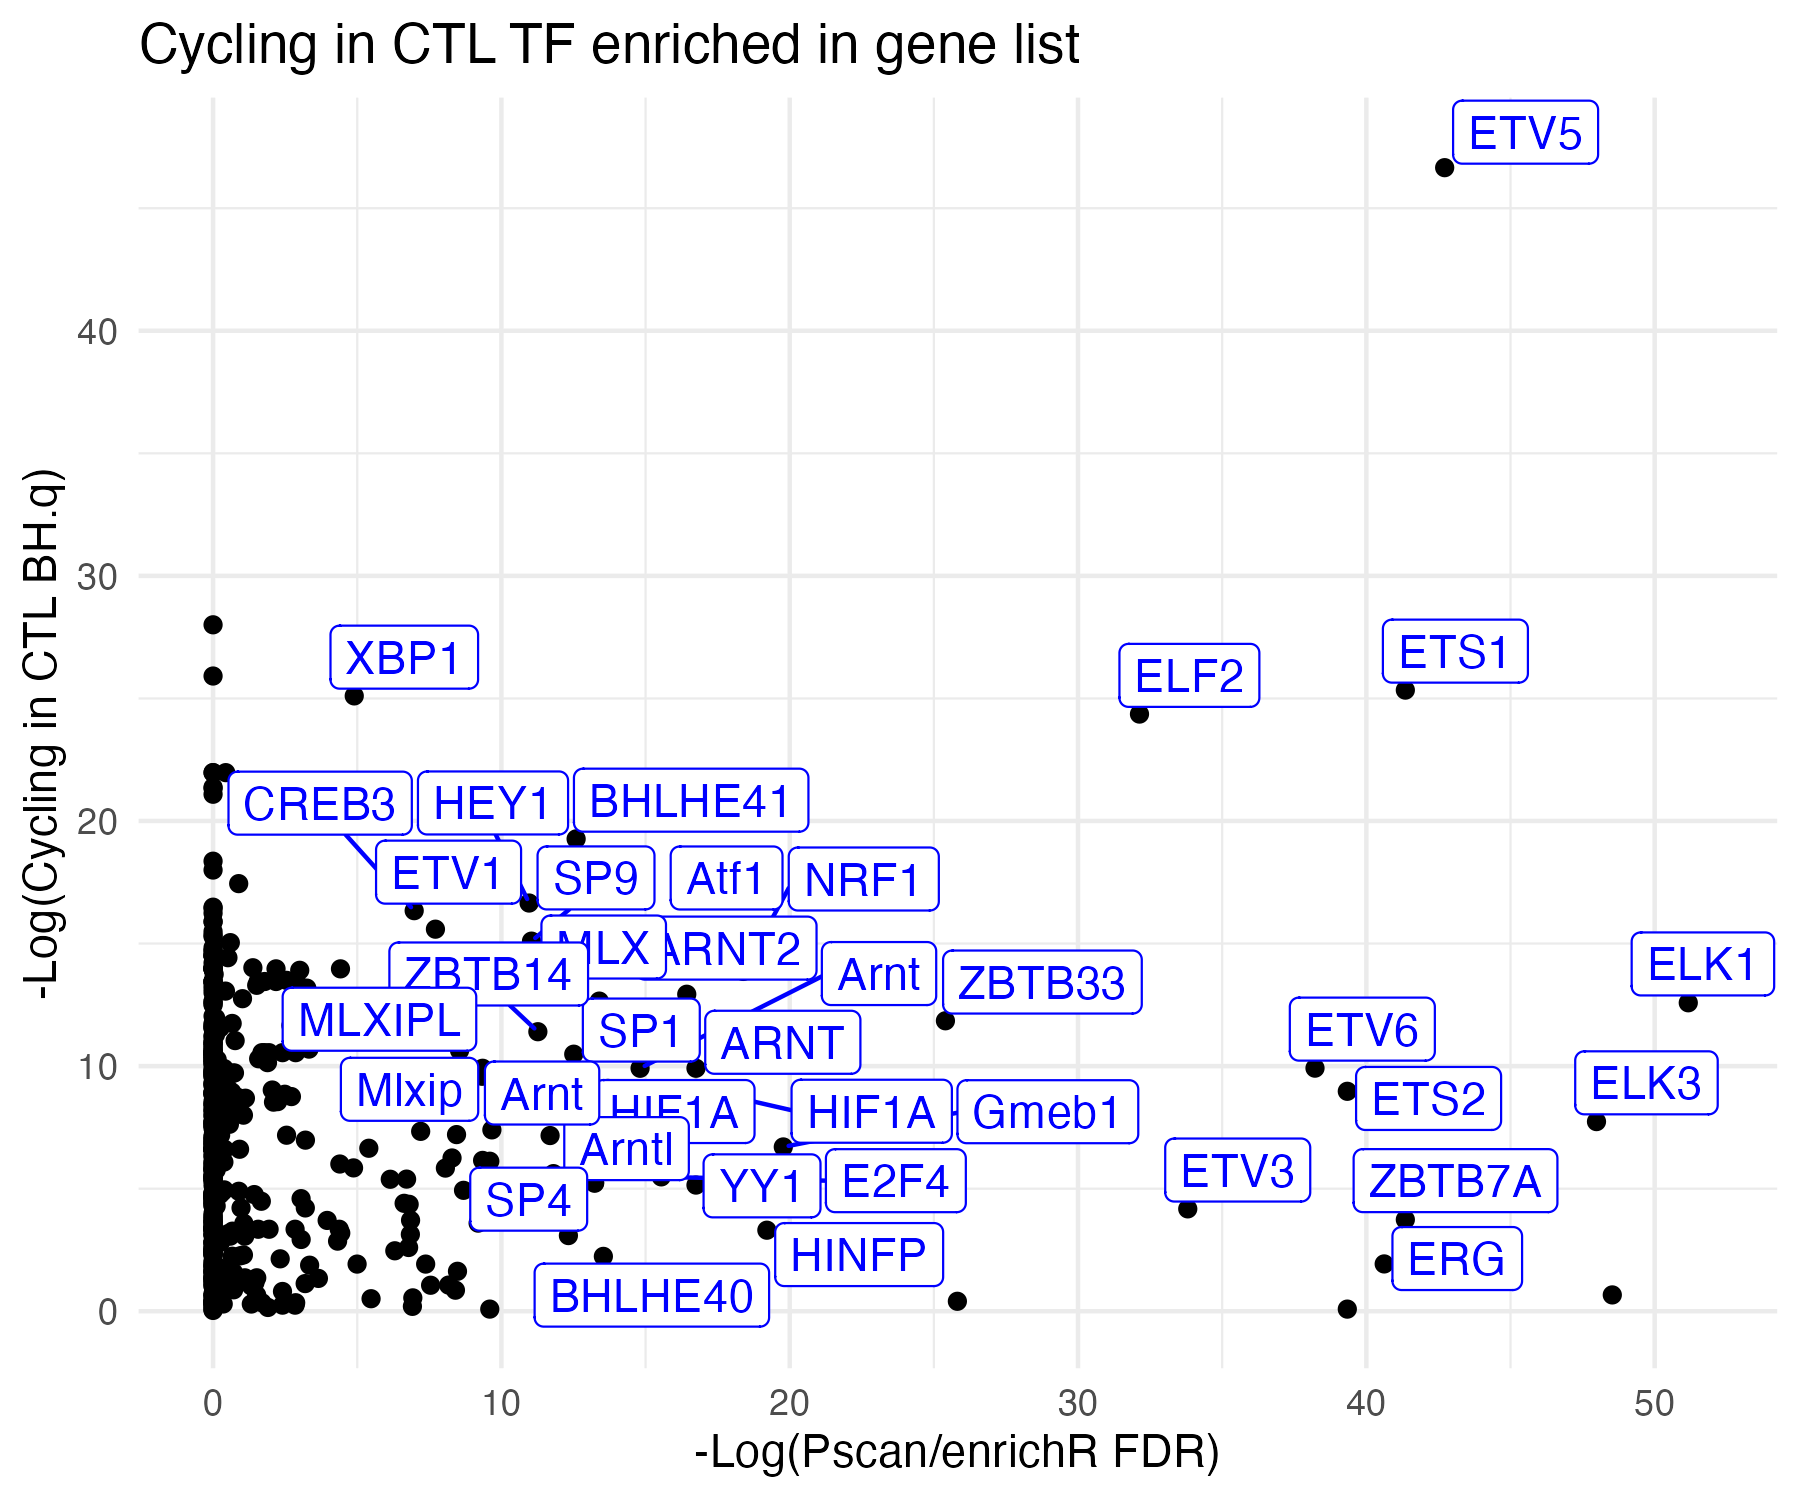 Cycling in CTL TF enriched in gene list
ETV5
40
30
XBP1
ETS1
ELF2
20
CREB3
HEY1
BHLHE41
ETV1
SP9
Atf1
NRF1
MLX
ARNT2
ZBTB14
Arnt
ZBTB33
ELK1
MLXIPL
SP1
ARNT
ETV6
10
Mlxip
Arnt
HIF1A
HIF1A
Gmeb1
ETS2
ELK3
Arntl
SP4
YY1
E2F4
ETV3
ZBTB7A
HINFP
ERG
BHLHE40
0
0 10 20 30 40 50
-Log(Pscan/enrichR FDR)
-Log(Cycling in CTL BH.q)